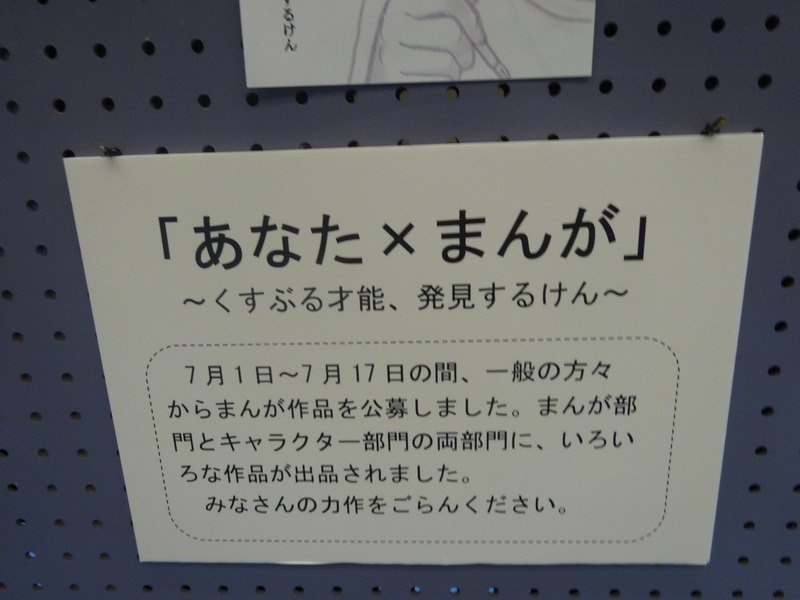 るけん
「あなた×まんが」
～くすぶる才能、発見するけん～
7月1日～7月17日の間、一般の方々
からまんが作品を公募しました。まんが部
門とキャラクター部門の両部門に、いろい
ろな作品が出品されました。
みなさんの力作をごらんください。